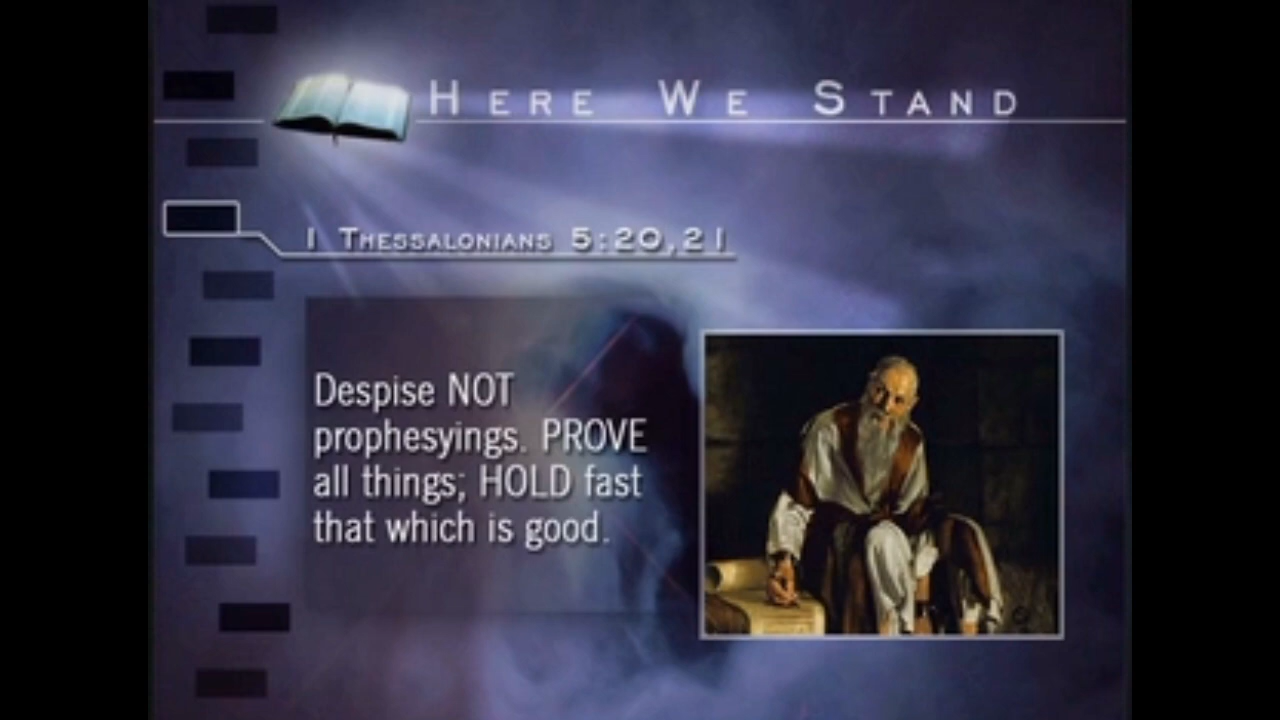 HERE WE STAND
1 THESSALONIANS 5:20,21
Despise NOT
prophesyings. PROVE
all things; HOLD fast
that which is good.